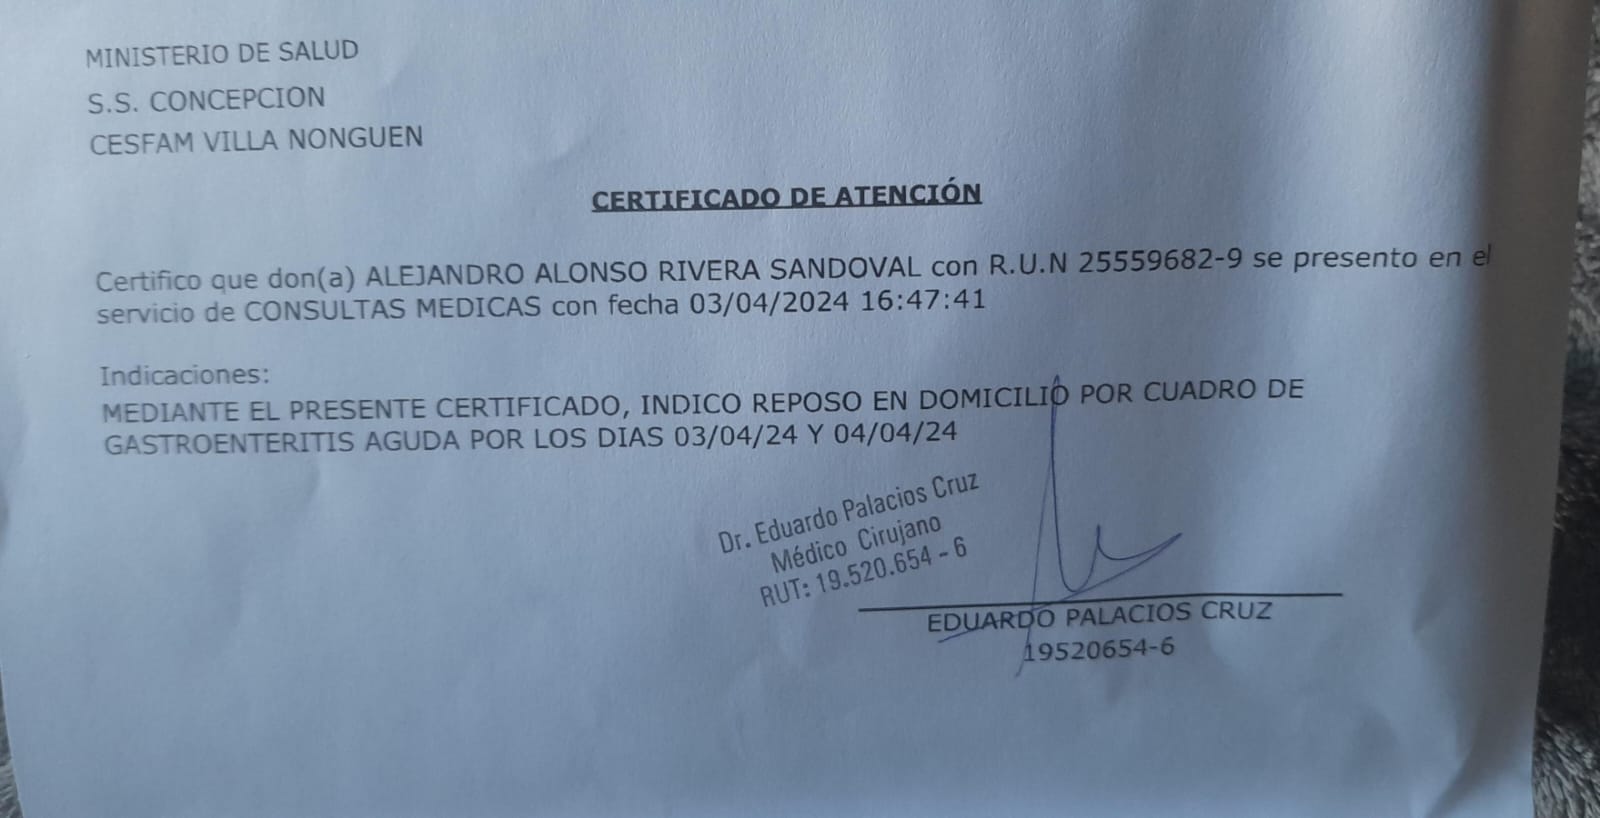 MINISTERIO DE SALUD
S.S. CONCEPCION
CESFAM VILLA NONGUEN
CERTIFICADO DE ATENCIÓN
Certifico que don(a) ALEJANDRO ALONSO RIVERA SANDOVAL con R.U.N 25559682-9 se presento en el
servicio de CONSULTAS MEDICAS con fecha 03/04/2024 16:47:41
Indicaciones:
MEDIANTE EL PRESENTE CERTIFICADO, INDICO REPOSO EN DOMICILIO POR CUADRO DE
GASTROENTERITIS AGUDA POR LOS DIAS 03/04/24 Y 04/04/24
Dr. Eduardo Palacios Cruz
Médico Cirujano
RUT: 19.520.654 - 6
EDUARDO PALACIOS CRUZ
19520654-6